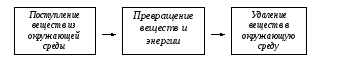 Поступление
веществ из
окружающей
среды
Превращение
веществ и
энергии
Удаление
веществ в
окружающую
среду